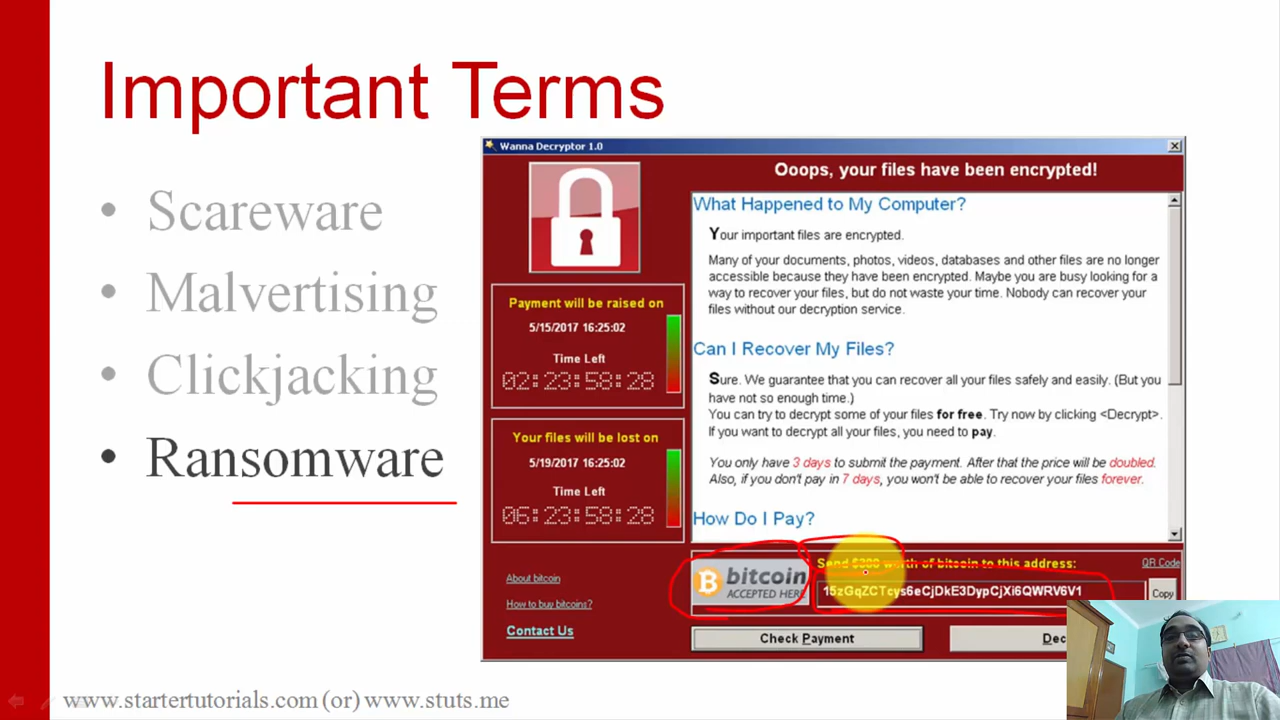 Important Terms
• Scareware
• Malvertising
• Clickjacking
• Ransomware
Wanna Decryptor 1.0
Ooops, your files have been encrypted!
Payment will be raised on
5/15/2017 16:25:02
Time Left
02:23:58:28
Your files will be lost on
5/19/2017 16:25:02
Time Left
06:23:58:28
About bitcoin
How to buy bitcoins?
Contact Us
What Happened to My Computer?
Your important files are encrypted.
Many of your documents, photos, videos, databases and other files are no longer
accessible because they have been encrypted. Maybe you are busy looking for a
way to recover your files, but do not waste your time. Nobody can recover your
files without our decryption service.
Can I Recover My Files?
Sure. We guarantee that you can recover all your files safely and easily. (But you
have not so enough time.)
You can try to decrypt some of your files for free. Try now by clicking <Decrypt>.
If you want to decrypt all your files, you need to pay.
You only have 3 days to submit the payment. After that the price will be doubled.
Also, if you don't pay in 7 days, you won't be able to recover your files forever.
How Do I Pay?
bitcoin
ACCEPTED HERE
Send $300 worth of bitcoin to this address:
QR Code
15zGqZCTcys6eCjDkE3DypCjXi6QWRV6V1
Copy
Check Payment
Dec
www.startertutorials.com (or) www.stuts.me